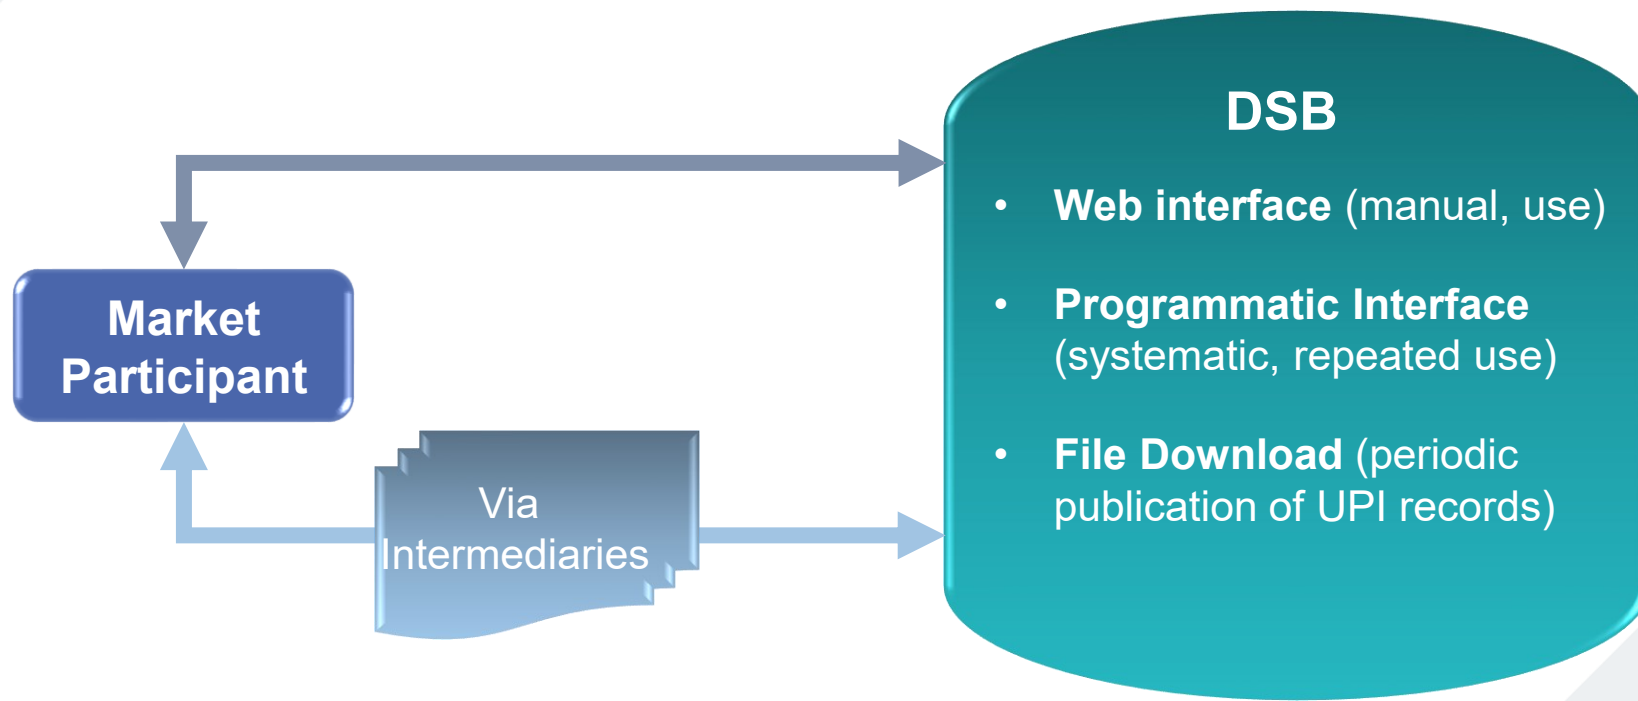 DSB
• Web interface (manual, use)
• Programmatic Interface
(systematic, repeated use)
• File Download (periodic
publication of UPI records)
Market
Participant
Via
Intermediaries